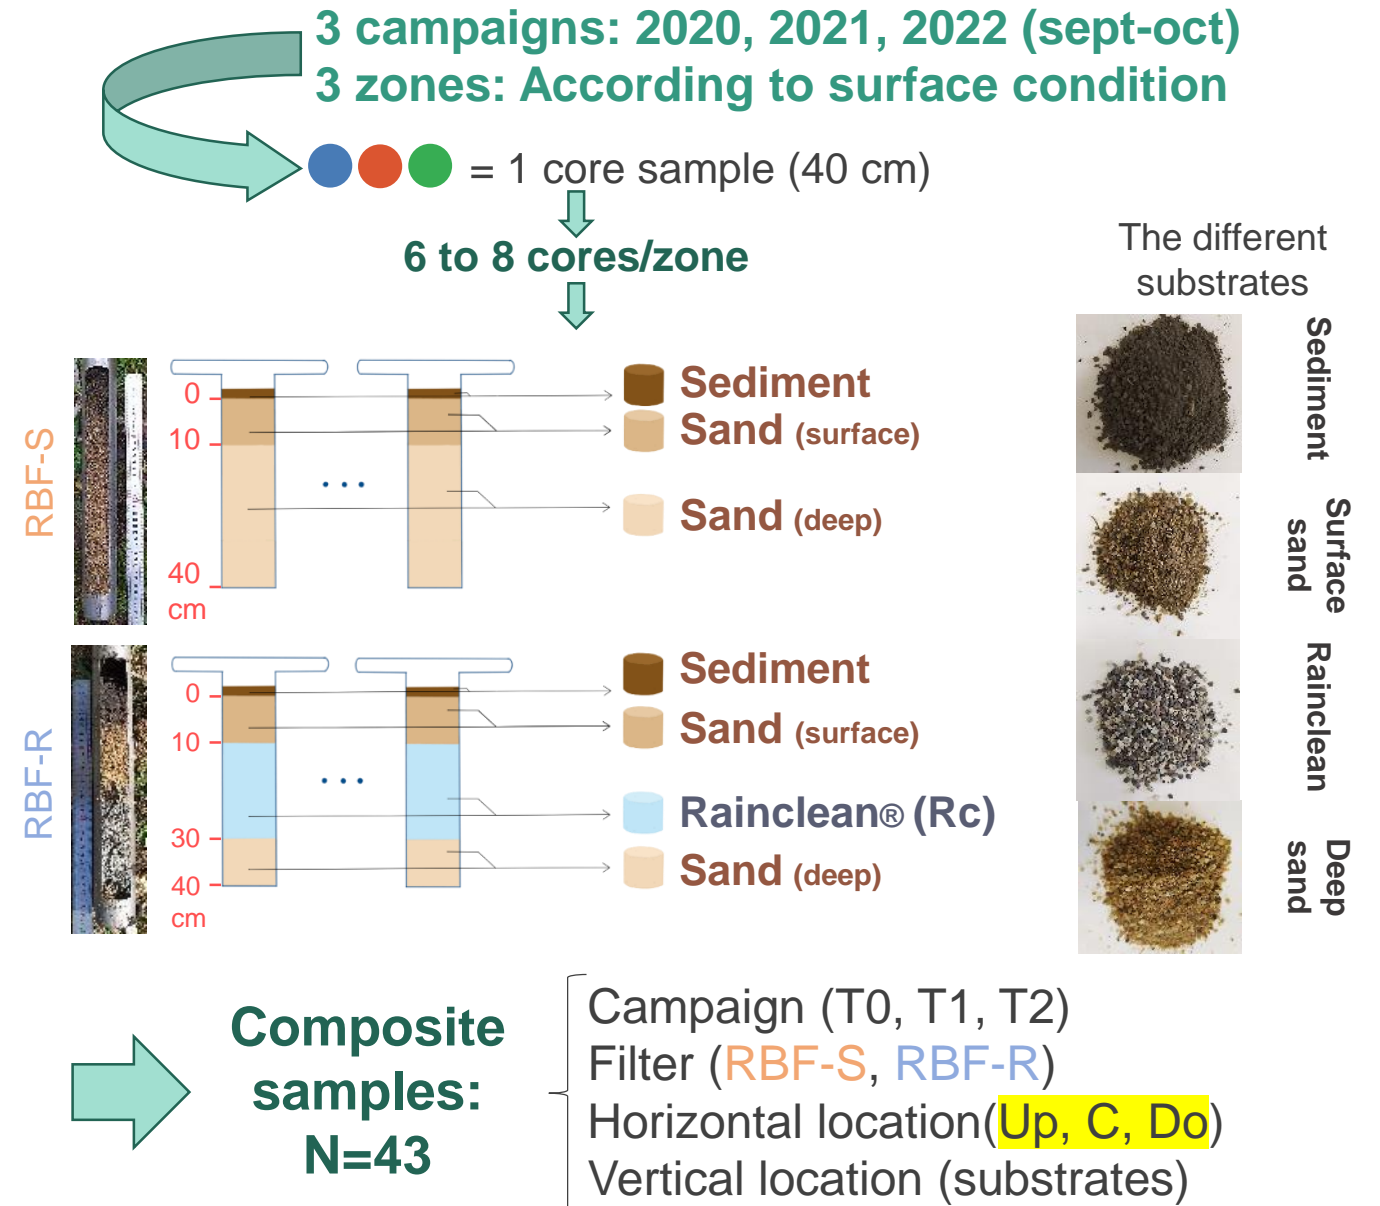 3 campaigns: 2020, 2021, 2022 (sept-oct)
3 zones: According to surface condition
= 1 core sample (40 cm)
6 to 8 cores/zone
The different
substrates
RBF-S
0
10
40
cm
Sediment
Sand (surface)
Sand (deep)
RBF-R
0
10
30
40
cm
Sediment
Sand (surface)
Rainclean® (Rc)
Sand (deep)
Sediment
Surface
sand
Rainclean
Deep
sand
Composite
samples:
N=43
Campaign (T0, T1, T2)
Filter (RBF-S, RBF-R)
Horizontal location(Up, C, Do)
Vertical location (substrates)